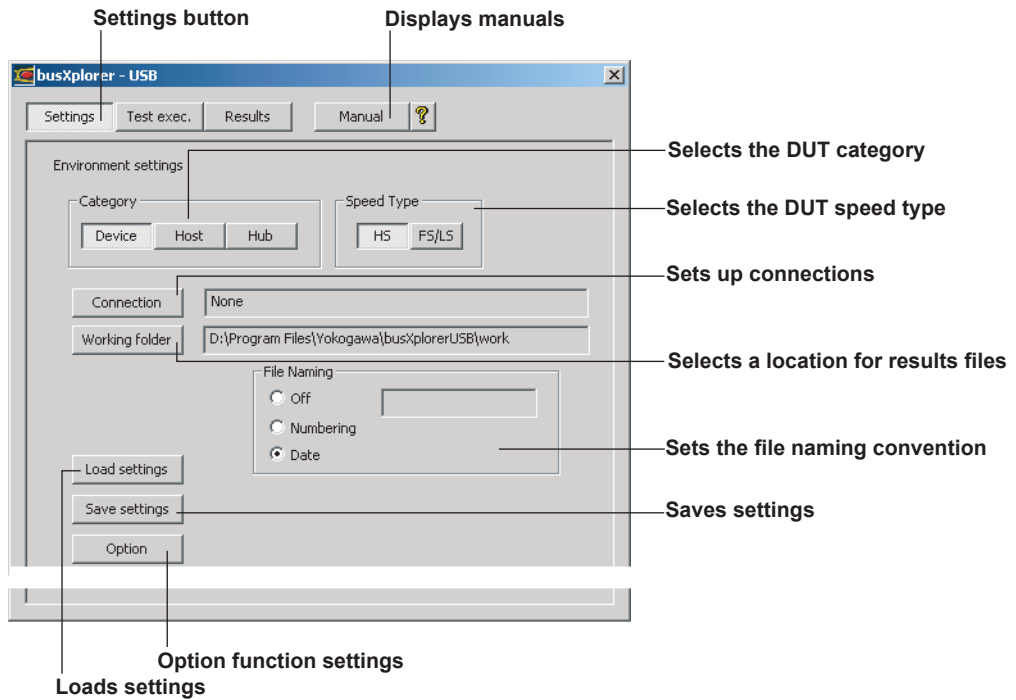 Settings button
Displays manuals
busXplorer - USB
Settings
Test exec.
Results
Manual
?
Environment settings
Selects the DUT category
Category
Device
Host
Hub
Speed Type
HS
FS/LS
Selects the DUT speed type
Sets up connections
Connection
None
Working folder
D:\Program Files\Yokogawa\busXplorerUSB\work
Selects a location for results files
File Naming
Off
Numbering
Date
Sets the file naming convention
Load settings
Save settings
Saves settings
Option
Option function settings
Loads settings